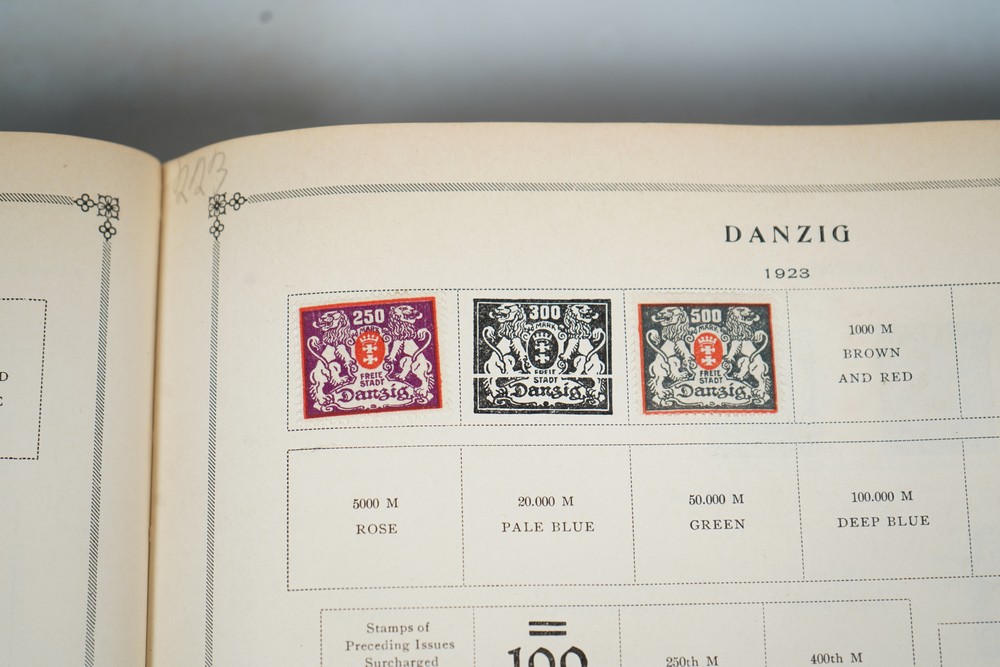 223
DANZIG
1923
250
MARK
FREIE
STADT
Danzig
300
MARK
FREIE
STADT
Danzig
500
MARK
FREIE
STADT
Danzig
1000 M
BROWN
AND RED
D
5000 M
ROSE
20.000 M
PALE BLUE
50.000 M
GREEN
100.000 M
DEEP BLUE
Stamps of
Preceding Issues
Surcharged
100
250th M
400th M